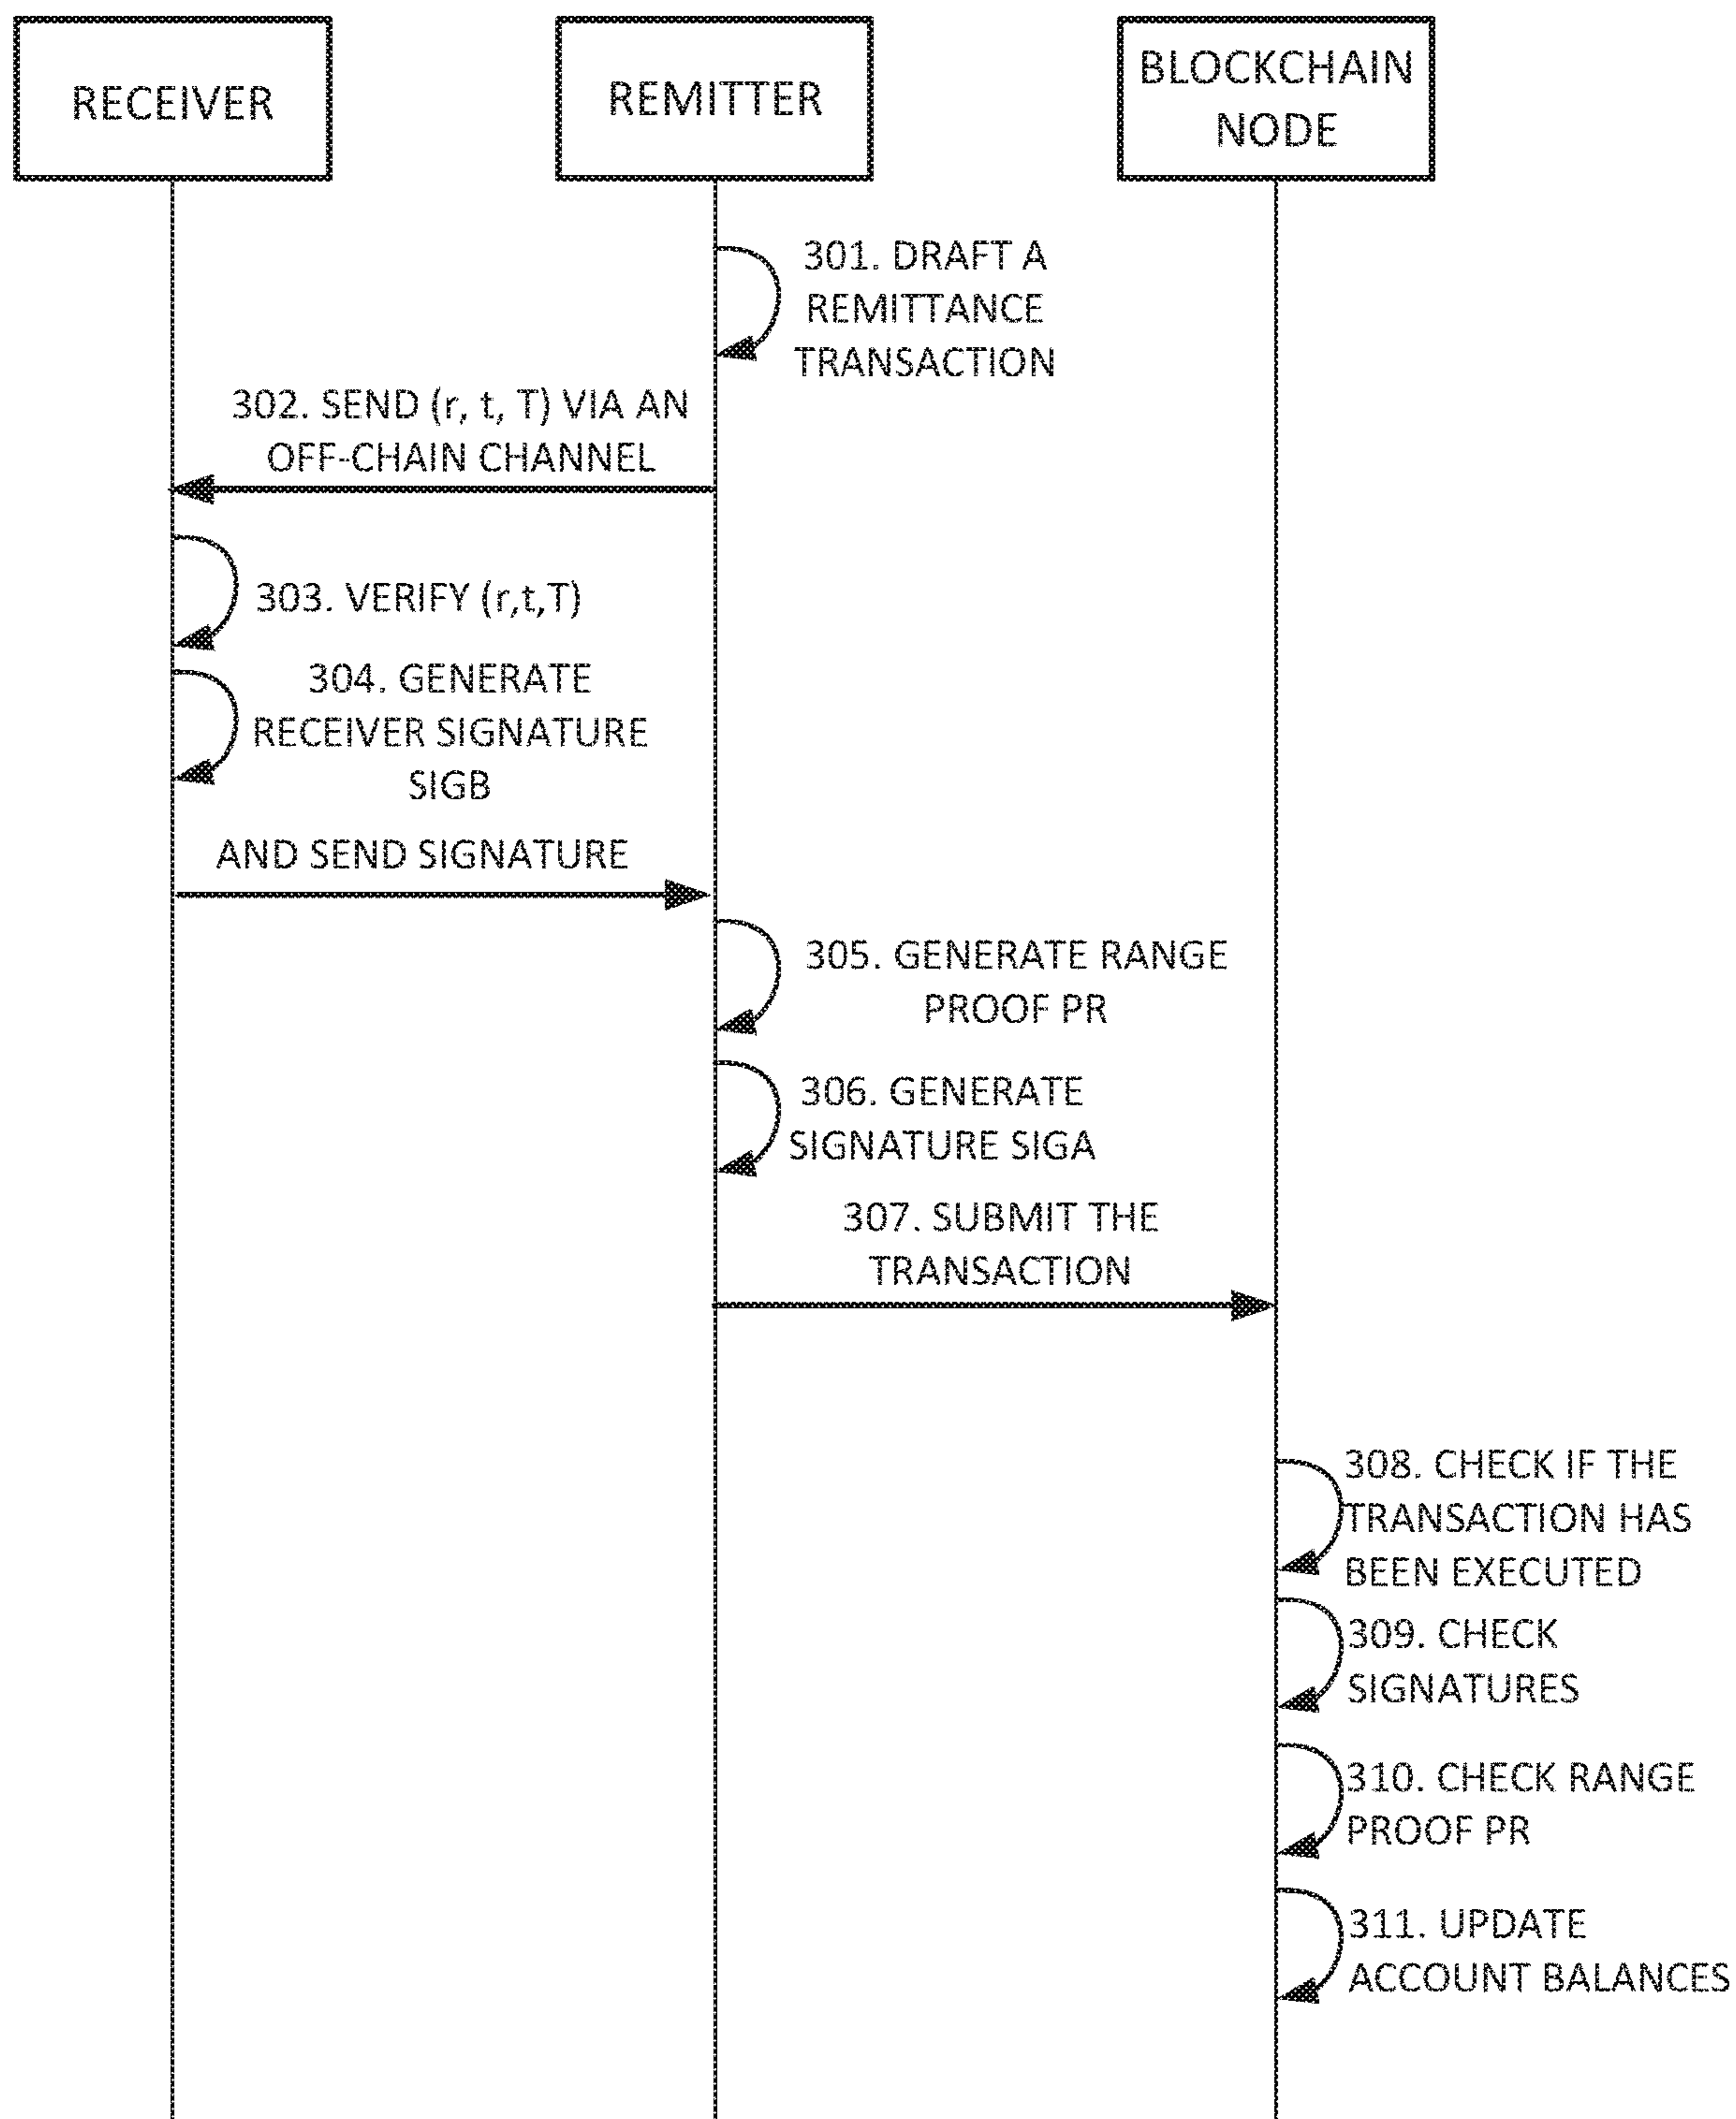 RECEIVER
REMITTER
BLOCKCHAIN
NODE
301. DRAFT A
REMITTANCE
TRANSACTION
302. SEND (r, t, T) VIA AN
OFF-CHAIN CHANNEL
303. VERIFY (r,t,T)
304. GENERATE
RECEIVER SIGNATURE
SIGB
AND SEND SIGNATURE
305. GENERATE RANGE
PROOF PR
306. GENERATE
SIGNATURE SIGA
307. SUBMIT THE
TRANSACTION
308. CHECK IF THE
TRANSACTION HAS
BEEN EXECUTED
309. CHECK
SIGNATURES
310. CHECK RANGE
PROOF PR
311. UPDATE
ACCOUNT BALANCES